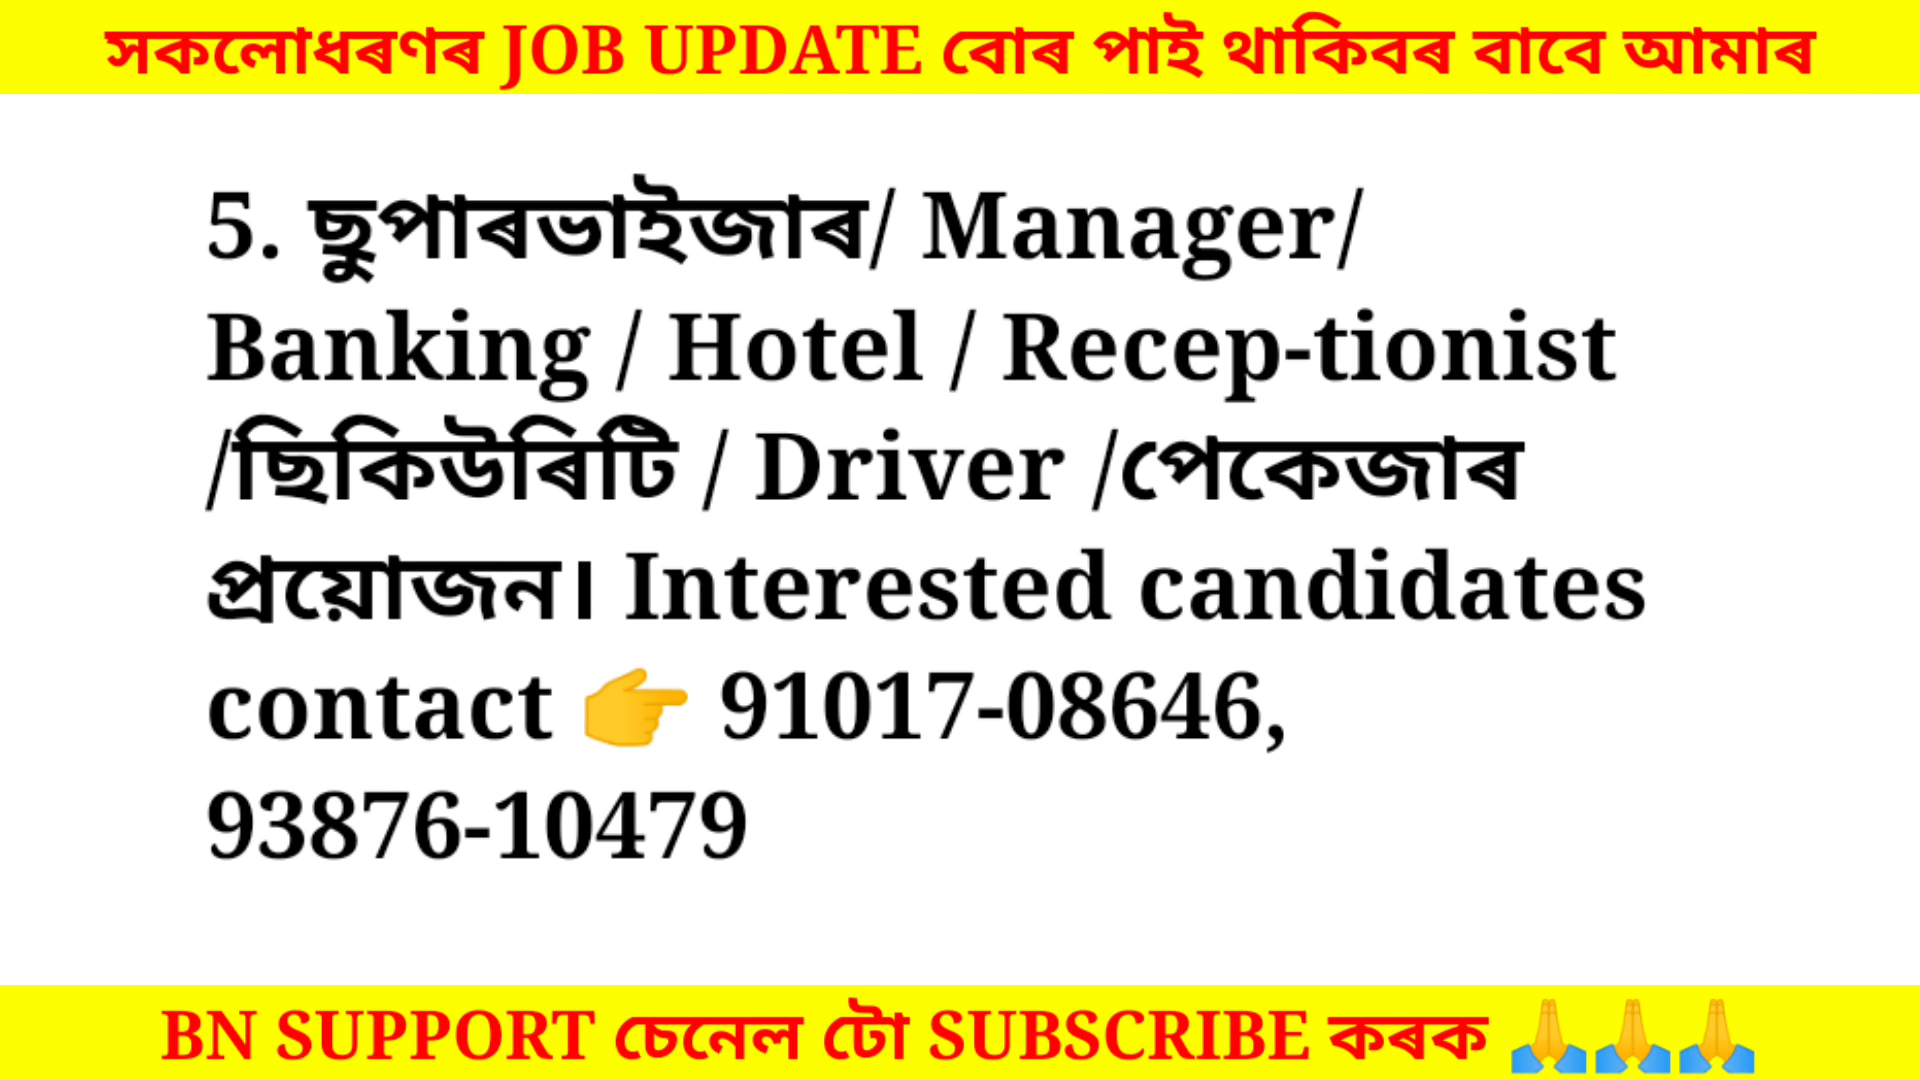 সকলোধৰণৰ JOB UPDATE বোৰ পাই থাকিবৰ বাবে আমাৰ
5. ছুপাৰভাইজাৰ/ Manager/
Banking / Hotel / Recep-tionist
/ছিকিউৰিটি / Driver /পেকেজাৰ
প্ৰয়োজন। Interested candidates
contact 👉 91017-08646,
93876-10479
BN SUPPORT চেনেল টো SUBSCRIBE কৰক 🙏🙏🙏